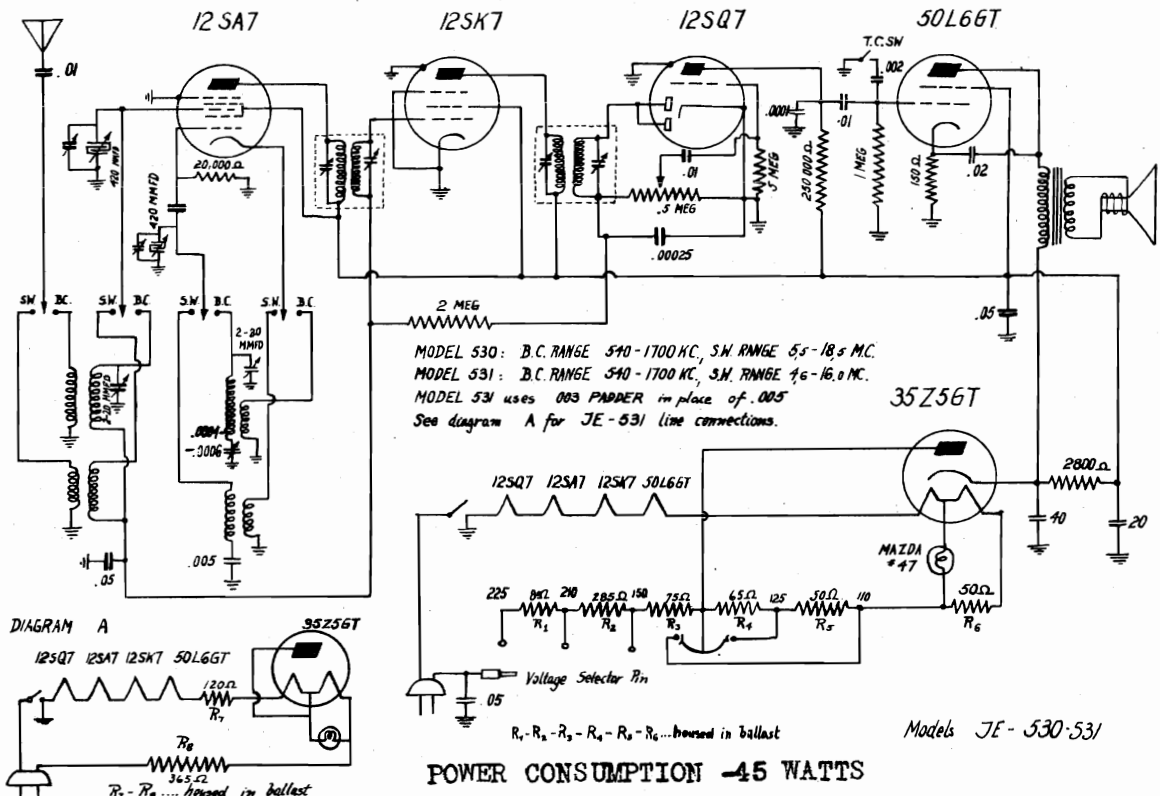 12SA7
12SK7
12SQ7
50L6GT
.01
T.C.SW
.002
420 MMFD
20,000 Ω
420 MMFD
.01
.5 MEG
.5 MEG
.00025
.0001
.01
250 000 Ω
1 MEG
150 Ω
.02
.05
SW. B.C.
S.W. B.C.
S.W. B.C.
S.W. B.C.
2-20 MMFD
2-20 MMFD
.0004-
-.0006
.005
.05
2 MEG
MODEL 530: B.C. RANGE 540-1700 KC., S.W. RANGE 5,5-18,5 M.C.
MODEL 531: B.C. RANGE 540-1700 KC., S.W. RANGE 4,6-16,0 MC.
MODEL 531 uses 003 PADDER in place of .005
See diagram A for JE-531 line connections.
35Z5GT
12SQ7 12SA7 12SK7 50L6GT
2800 Ω
40
20
MAZDA
#47
225 210 150 125 110
285Ω 75Ω 65Ω 50Ω 50Ω
R1 R2 R3 R4 R5 R6
Voltage Selector Pin
.05
R1-R2-R3-R4-R5-R6...housed in ballast
Models JE-530-531
POWER CONSUMPTION -45 WATTS
DIAGRAM A
35Z5GT
12SQ7 12SA7 12SK7 50L6GT
120Ω
R7
R8
365Ω
R7-R8....housed in ballast